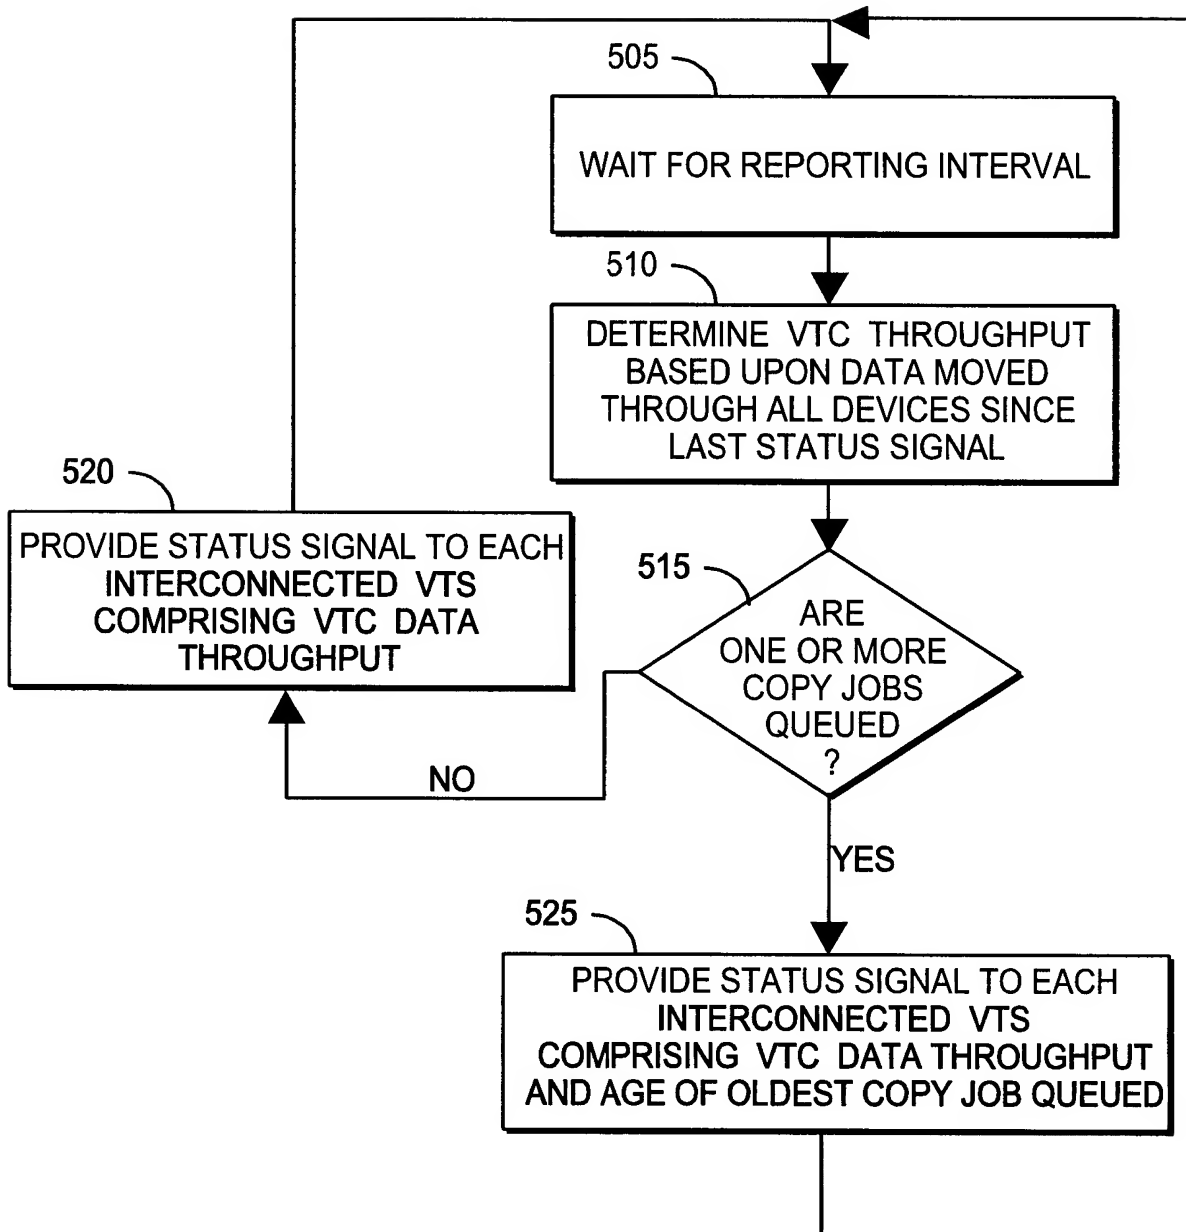 505
WAIT FOR REPORTING INTERVAL
510
DETERMINE VTC THROUGHPUT
BASED UPON DATA MOVED
THROUGH ALL DEVICES SINCE
LAST STATUS SIGNAL
520
PROVIDE STATUS SIGNAL TO EACH
INTERCONNECTED VTS
COMPRISING VTC DATA
THROUGHPUT
515
ARE
ONE OR MORE
COPY JOBS
QUEUED
?
NO
YES
525
PROVIDE STATUS SIGNAL TO EACH
INTERCONNECTED VTS
COMPRISING VTC DATA THROUGHPUT
AND AGE OF OLDEST COPY JOB QUEUED